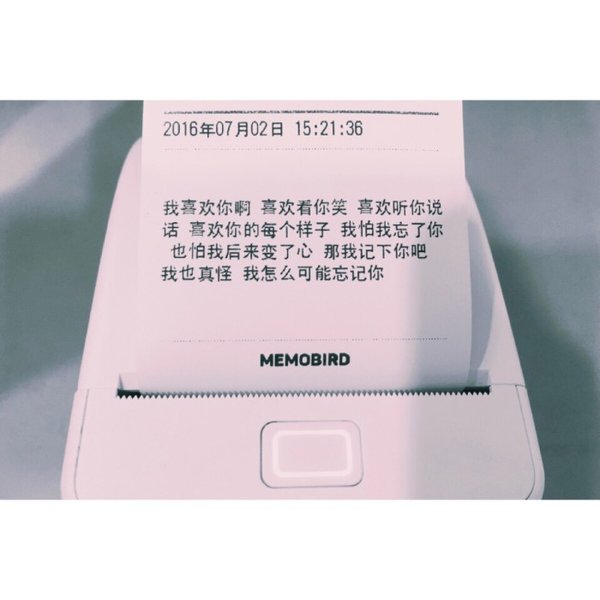 2016年07月02日 15:21:36
我喜欢你啊 喜欢看你笑 喜欢听你说
话 喜欢你的每个样子 我怕我忘了你
也怕我后来变了心 那我记下你吧
我也真怪 我怎么可能忘记你
MEMOBIRD